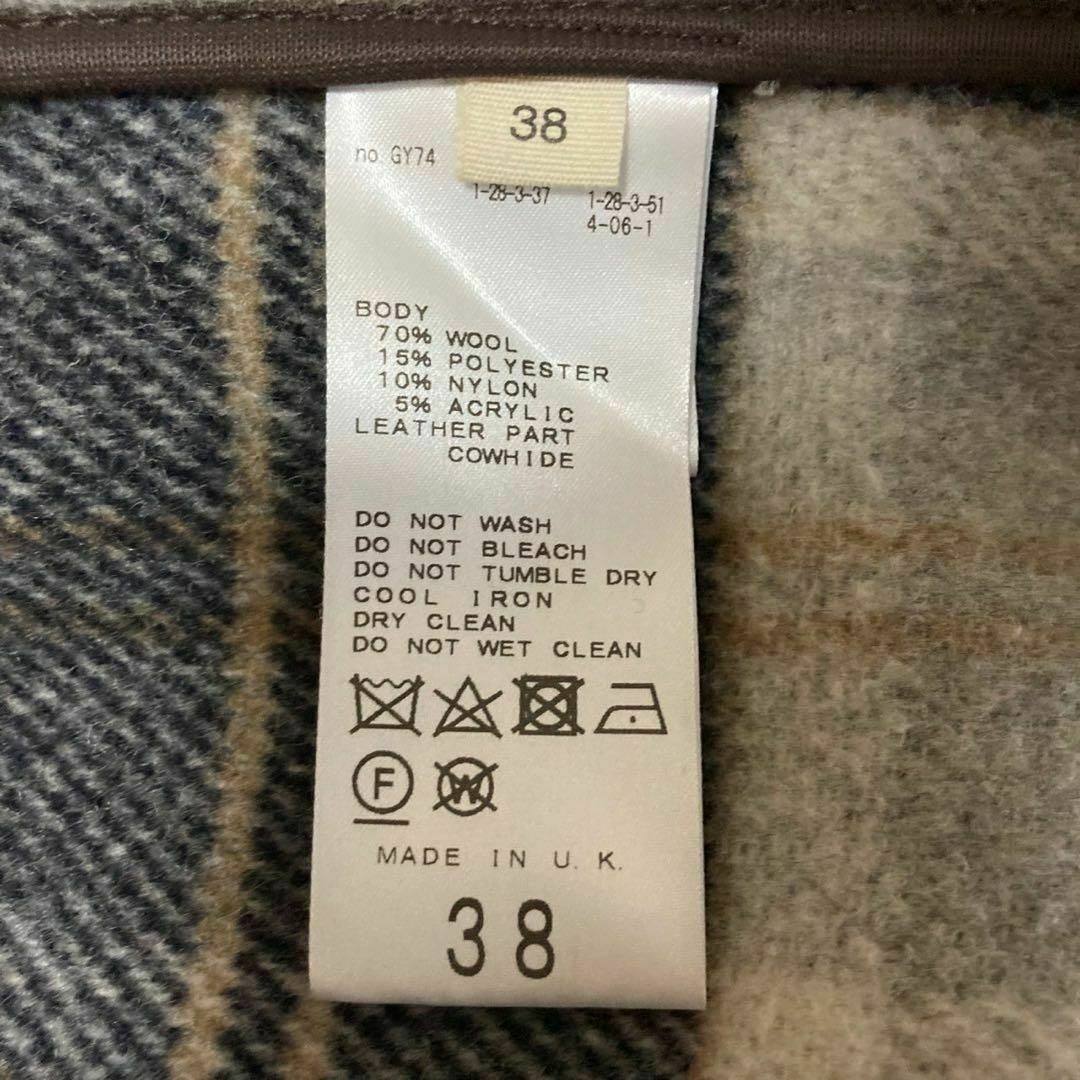 38
no. GY74
1-28-3-37 1-28-3-51
4-06-1
BODY
70% WOOL
15% POLYESTER
10% NYLON
5% ACRYLIC
LEATHER PART
COWHIDE
DO NOT WASH
DO NOT BLEACH
DO NOT TUMBLE DRY
COOL IRON
DRY CLEAN
DO NOT WET CLEAN
F W
MADE IN U. K.
38